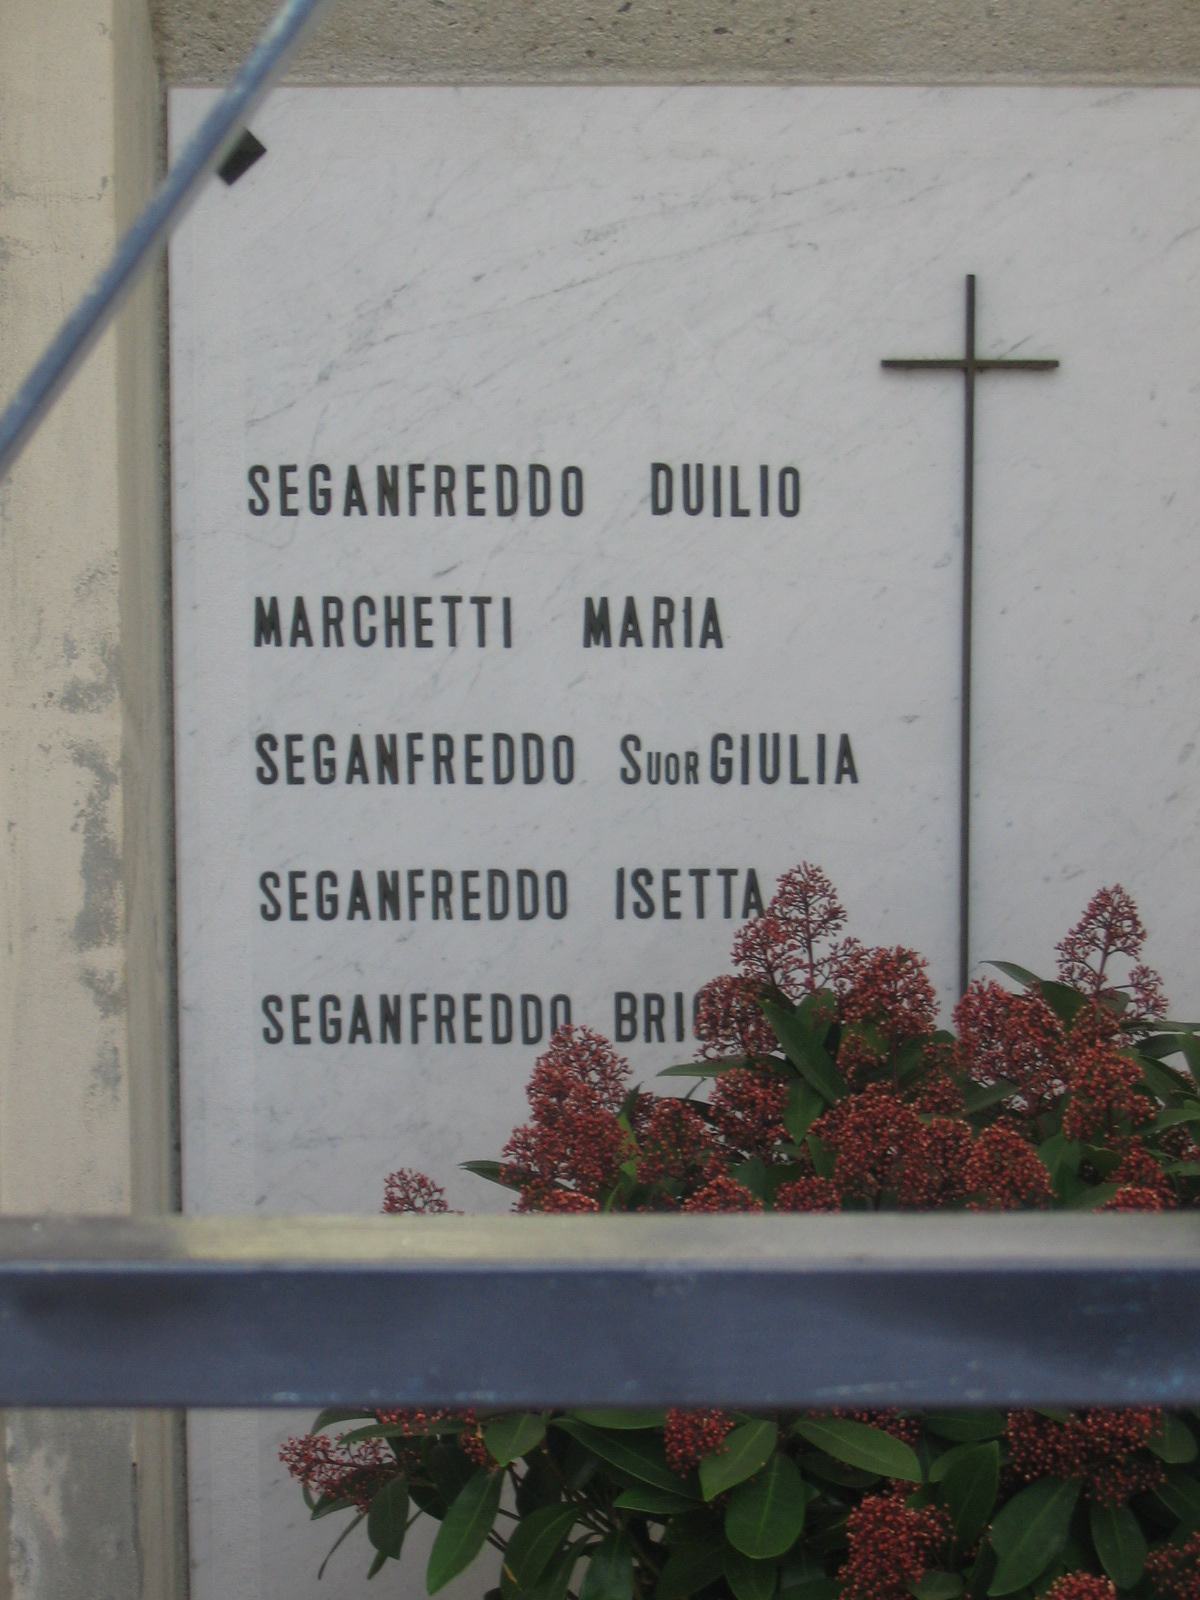 SEGANFREDDO DUILIO
MARCHETTI MARIA
SEGANFREDDO SUOR GIULIA
SEGANFREDDO ISETTA
SEGANFREDDO